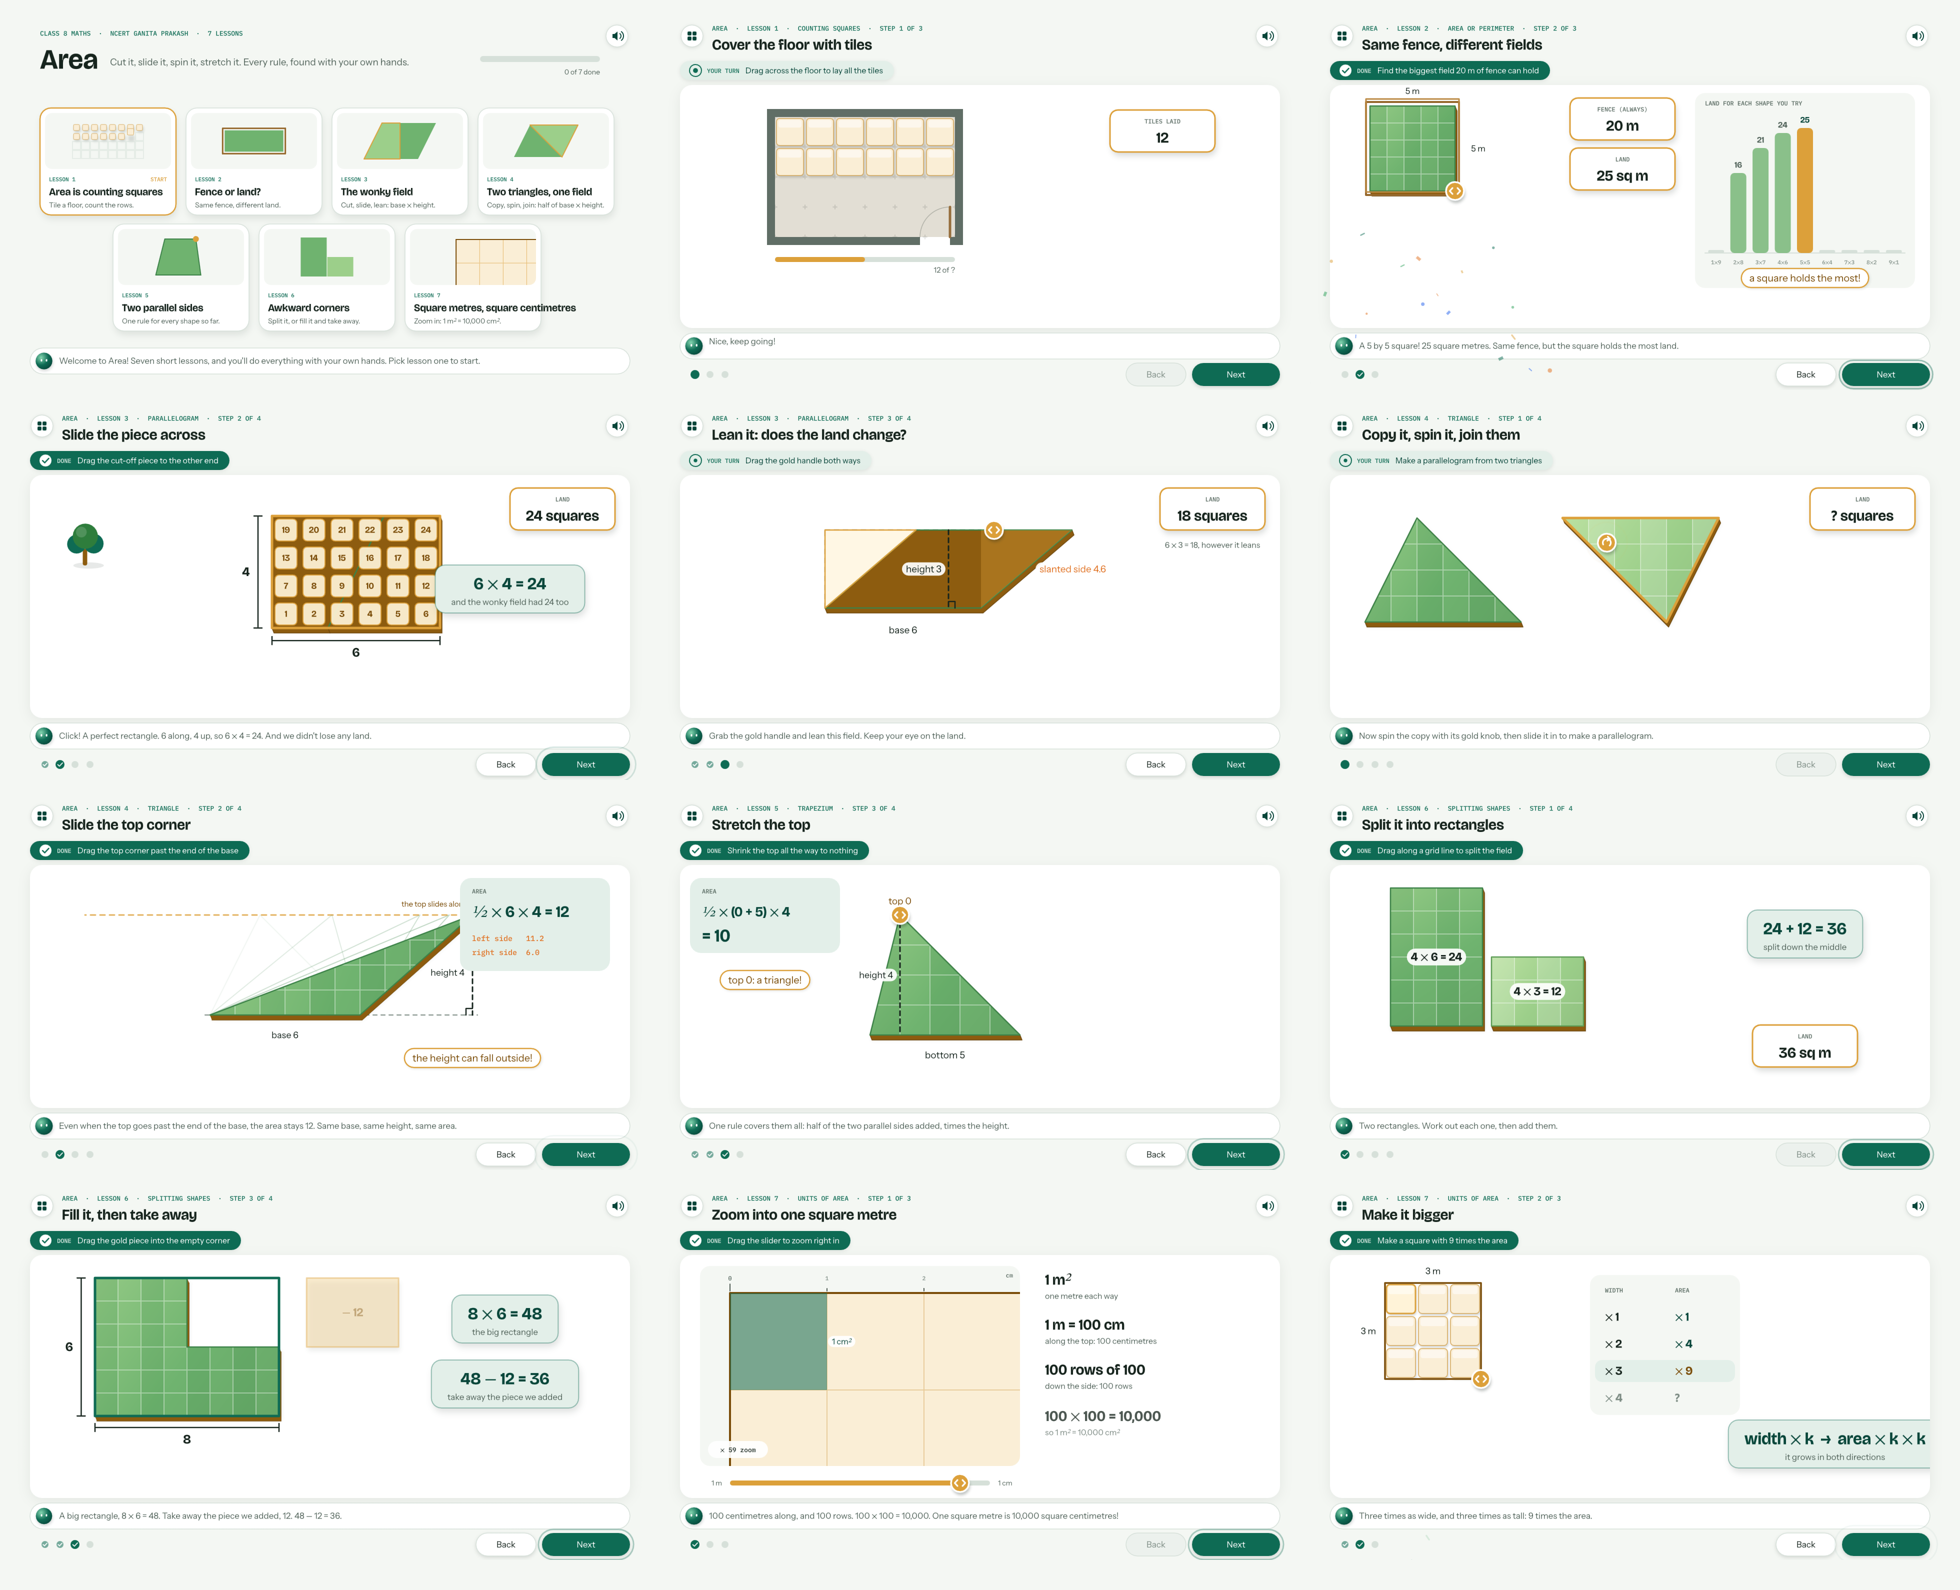 CLASS 8 MATHS · NCERT GANITA PRAKASH · 7 LESSONS
Area
Cut it, slide it, spin it, stretch it. Every rule, found with your own hands.
0 of 7 done
LESSON 1 START
Area is counting squares
Tile a floor, count the rows.
LESSON 2
Fence or land?
Same fence, different land.
LESSON 3
The wonky field
Cut, slide, lean: base × height.
LESSON 4
Two triangles, one field
Copy, spin, join: half of base × height.
LESSON 5
Two parallel sides
One rule for every shape so far.
LESSON 6
Awkward corners
Split it, or fill it and take away.
LESSON 7
Square metres, square centimetres
Zoom in: 1 m² = 10,000 cm².
Welcome to Area! Seven short lessons, and you'll do everything with your own hands. Pick lesson one to start.
AREA · LESSON 1 · COUNTING SQUARES · STEP 1 OF 3
Cover the floor with tiles
YOUR TURN Drag across the floor to lay all the tiles
TILES LAID
12
12 of ?
Nice, keep going!
Back Next
AREA · LESSON 2 · AREA OR PERIMETER · STEP 2 OF 3
Same fence, different fields
DONE Find the biggest field 20 m of fence can hold
5 m
5 m
FENCE (ALWAYS)
20 m
LAND
25 sq m
LAND FOR EACH SHAPE YOU TRY
16 21 24 25
1×9 2×8 3×7 4×6 5×5 6×4 7×3 8×2 9×1
a square holds the most!
A 5 by 5 square! 25 square metres. Same fence, but the square holds the most land.
Back Next
AREA · LESSON 3 · PARALLELOGRAM · STEP 2 OF 4
Slide the piece across
DONE Drag the cut-off piece to the other end
LAND
24 squares
19 20 21 22 23 24
13 14 15 16 17 18
7 8 9 10 11 12
1 2 3 4 5 6
4
6
6 × 4 = 24
and the wonky field had 24 too
Click! A perfect rectangle. 6 along, 4 up, so 6 × 4 = 24. And we didn't lose any land.
Back Next
AREA · LESSON 3 · PARALLELOGRAM · STEP 3 OF 4
Lean it: does the land change?
YOUR TURN Drag the gold handle both ways
LAND
18 squares
6 × 3 = 18, however it leans
height 3
slanted side 4.6
base 6
Grab the gold handle and lean this field. Keep your eye on the land.
Back Next
AREA · LESSON 4 · TRIANGLE · STEP 1 OF 4
Copy it, spin it, join them
YOUR TURN Make a parallelogram from two triangles
LAND
? squares
Now spin the copy with its gold knob, then slide it in to make a parallelogram.
Back Next
AREA · LESSON 4 · TRIANGLE · STEP 2 OF 4
Slide the top corner
DONE Drag the top corner past the end of the base
the top slides
AREA
½ × 6 × 4 = 12
left side 11.2
right side 6.0
height 4
base 6
the height can fall outside!
Even when the top goes past the end of the base, the area stays 12. Same base, same height, same area.
Back Next
AREA · LESSON 5 · TRAPEZIUM · STEP 3 OF 4
Stretch the top
DONE Shrink the top all the way to nothing
AREA
½ × (0 + 5) × 4
= 10
top 0: a triangle!
top 0
height 4
bottom 5
One rule covers them all: half of the two parallel sides added, times the height.
Back Next
AREA · LESSON 6 · SPLITTING SHAPES · STEP 1 OF 4
Split it into rectangles
DONE Drag along a grid line to split the field
4 × 6 = 24
4 × 3 = 12
24 + 12 = 36
split down the middle
LAND
36 sq m
Two rectangles. Work out each one, then add them.
Back Next
AREA · LESSON 6 · SPLITTING SHAPES · STEP 3 OF 4
Fill it, then take away
DONE Drag the gold piece into the empty corner
6
8
− 12
8 × 6 = 48
the big rectangle
48 − 12 = 36
take away the piece we added
A big rectangle, 8 × 6 = 48. Take away the piece we added, 12. 48 − 12 = 36.
Back Next
AREA · LESSON 7 · UNITS OF AREA · STEP 1 OF 3
Zoom into one square metre
DONE Drag the slider to zoom right in
0 1 2 cm
1 cm²
× 59 zoom
1 m 1 cm
1 m²
one metre each way
1 m = 100 cm
along the top: 100 centimetres
100 rows of 100
down the side: 100 rows
100 × 100 = 10,000
so 1 m² = 10,000 cm²
100 centimetres along, and 100 rows. 100 × 100 = 10,000. One square metre is 10,000 square centimetres!
Back Next
AREA · LESSON 7 · UNITS OF AREA · STEP 2 OF 3
Make it bigger
DONE Make a square with 9 times the area
3 m
3 m
WIDTH AREA
× 1 × 1
× 2 × 4
× 3 × 9
× 4 ?
width × k → area × k × k
it grows in both directions
Three times as wide, and three times as tall: 9 times the area.
Back Next